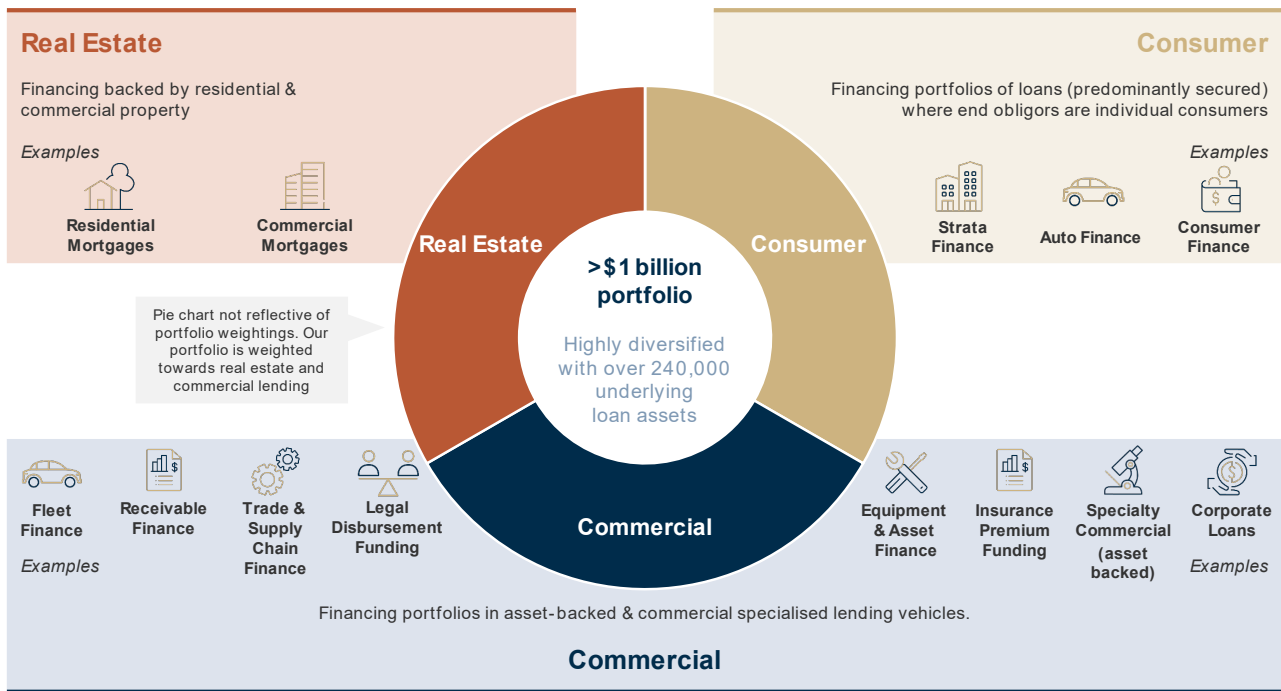 Real Estate
Financing backed by residential &
commercial property
Examples
Residential
Mortgages
Commercial
Mortgages
Consumer
Financing portfolios of loans (predominantly secured)
where end obligors are individual consumers
Examples
Strata
Finance
Auto Finance
$
Consumer
Finance
Real Estate
Consumer
Commercial
>$1 billion
portfolio
Highly diversified
with over 240,000
underlying
loan assets
Pie chart not reflective of
portfolio weightings. Our
portfolio is weighted
towards real estate and
commercial lending
Fleet
Finance
Examples
$
Receivable
Finance
Trade &
Supply
Chain
Finance
Legal
Disbursement
Funding
Equipment
& Asset
Finance
$
Insurance
Premium
Funding
Specialty
Commercial
(asset
backed)
$
Corporate
Loans
Examples
Financing portfolios in asset-backed & commercial specialised lending vehicles.
Commercial